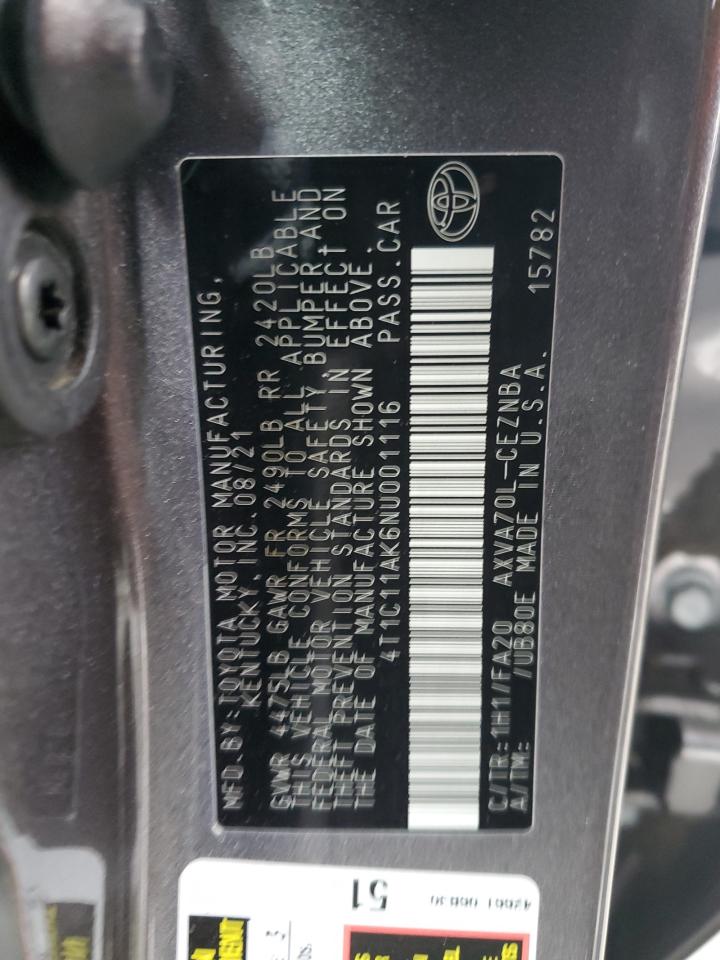 MFD.BY:TOYOTA MOTOR MANUFACTURING,
KENTUCKY,INC.08/21
GVWR 4475LB GAWR FR 2490LB RR 2420LB
THIS VEHICLE CONFORMS TO ALL APPLICABLE
FEDERAL MOTOR VEHICLE SAFETY, BUMPER AND
THEFT PREVENTION STANDARDS IN EFFECT ON
THE DATE OF MANUFACTURE SHOWN ABOVE.
4T1C11AK6NU001116 PASS.CAR
C/TR:1H1/FA20 AXVA70L-CEZNBA
A/TM: /UB80E MADE IN U.S.A. 15782
51
42661 06B30